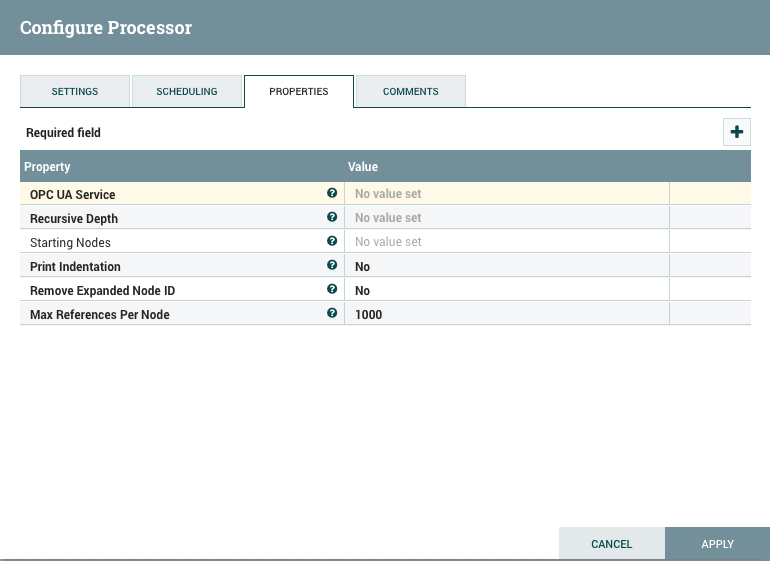 Configure Processor
SETTINGS SCHEDULING PROPERTIES COMMENTS
Required field
Property Value
OPC UA Service No value set
Recursive Depth No value set
Starting Nodes No value set
Print Indentation No
Remove Expanded Node ID No
Max References Per Node 1000
CANCEL APPLY